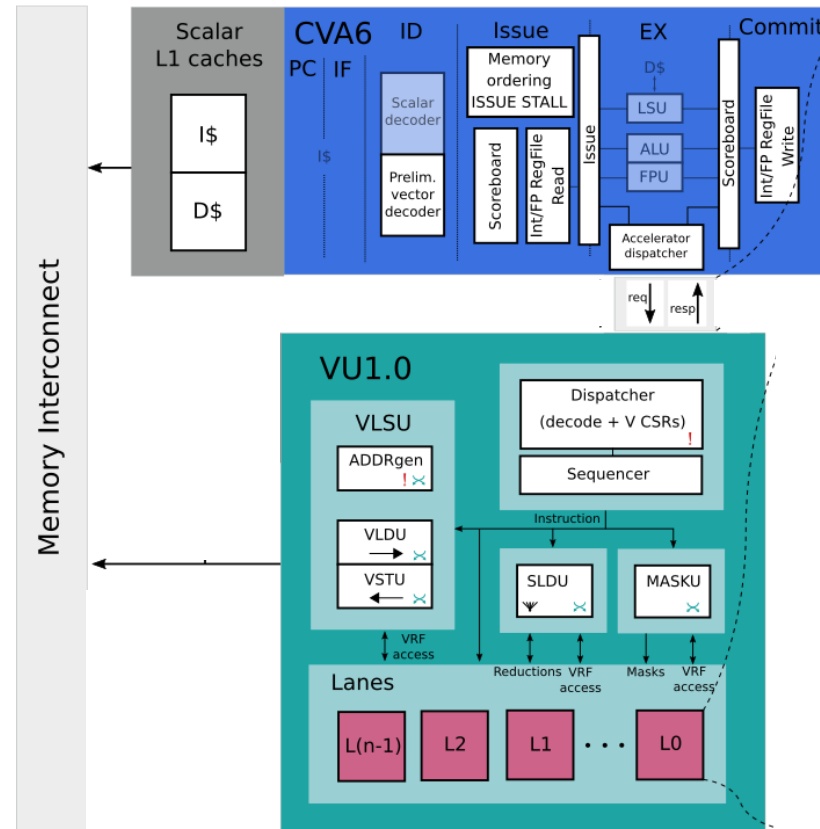 Scalar
L1 caches
I$
D$
CVA6
PC
IF
I$
ID
Scalar
decoder
Prelim.
vector
decoder
Issue
Memory
ordering
ISSUE STALL
Scoreboard
Int/FP RegFile
Read
Issue
EX
D$
LSU
ALU
FPU
Accelerator
dispatcher
Scoreboard
Commit
Int/FP RegFile
Write
req
resp
Memory Interconnect
VU1.0
VLSU
ADDRgen
!
VLDU
VSTU
Dispatcher
(decode + V CSRs)
!
Sequencer
Instruction
SLDU
MASKU
VRF
access
Reductions
VRF
access
Masks
VRF
access
Lanes
L(n-1)
L2
L1
• • •
L0